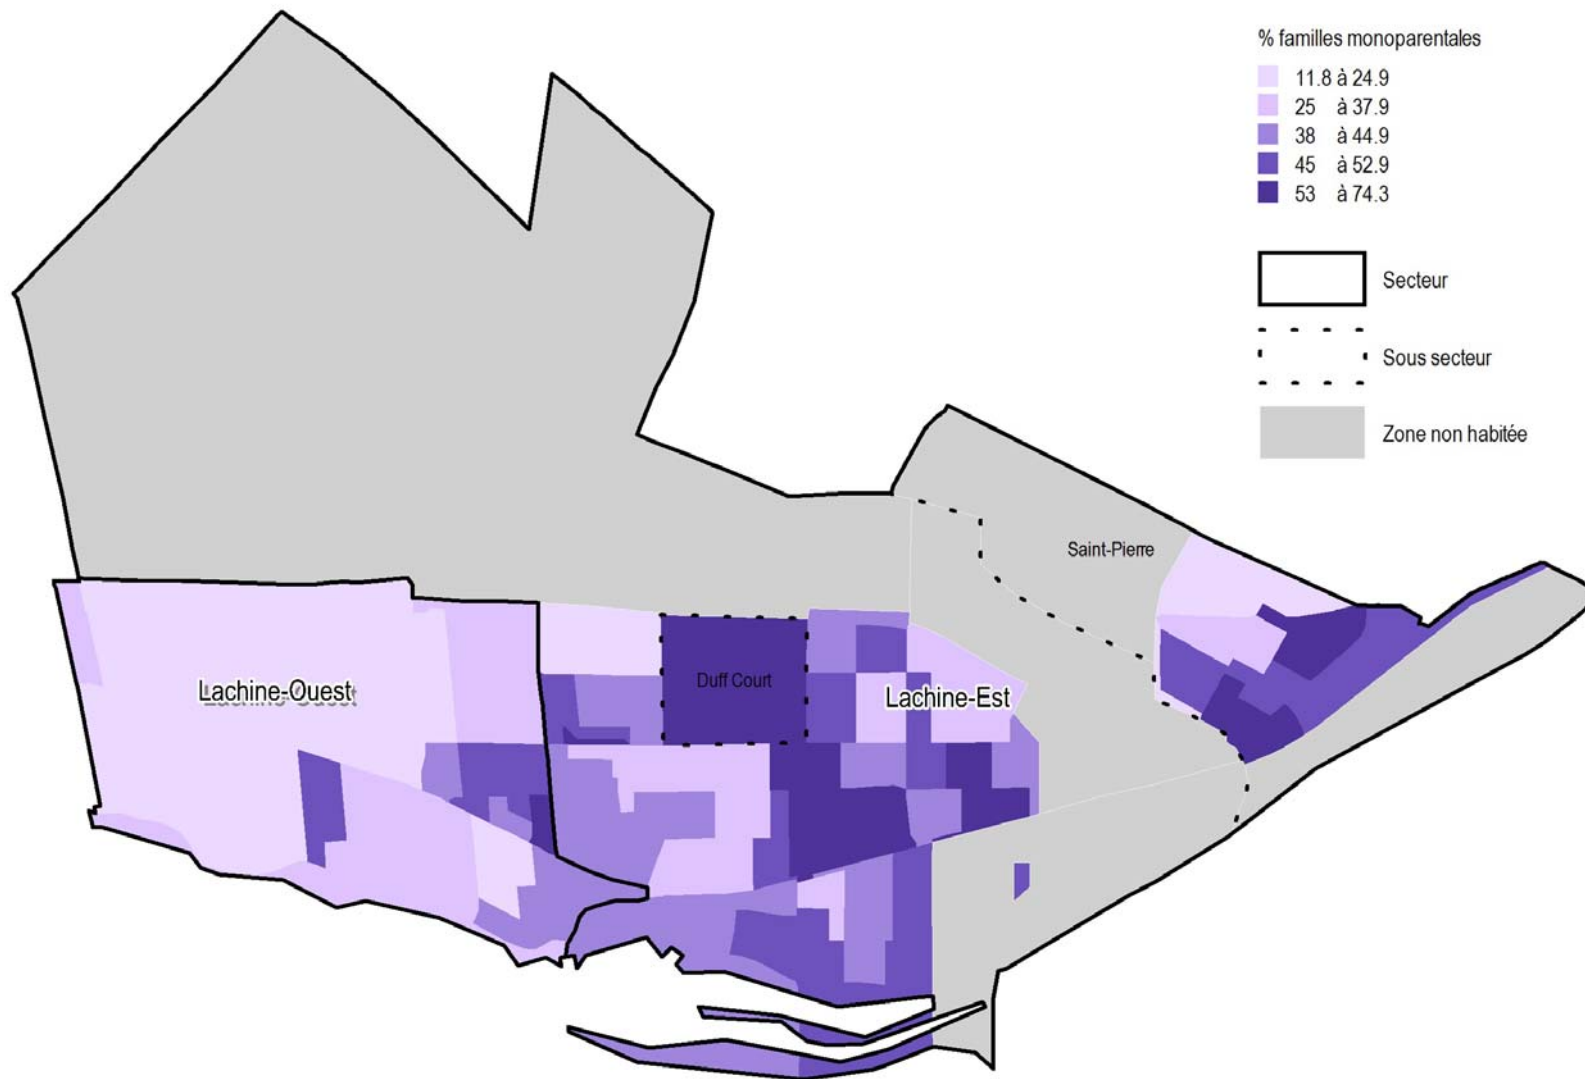 % familles monoparentales
11.8 à 24.9
25 à 37.9
38 à 44.9
45 à 52.9
53 à 74.3
Secteur
Sous secteur
Zone non habitée
Saint-Pierre
Duff Court
Lachine-Ouest
Lachine-Est